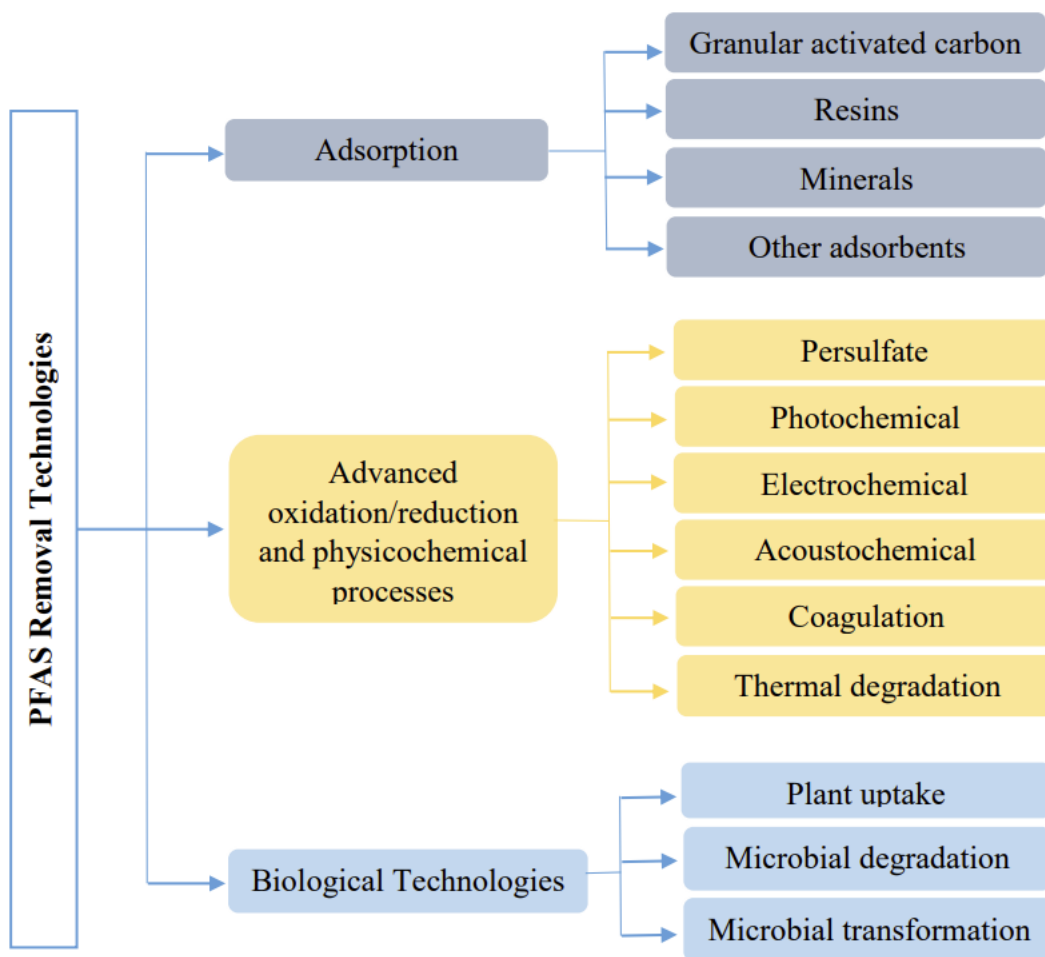 PFAS Removal Technologies
Adsorption
Granular activated carbon
Resins
Minerals
Other adsorbents
Advanced
oxidation/reduction
and physicochemical
processes
Persulfate
Photochemical
Electrochemical
Acoustochemical
Coagulation
Thermal degradation
Biological Technologies
Plant uptake
Microbial degradation
Microbial transformation